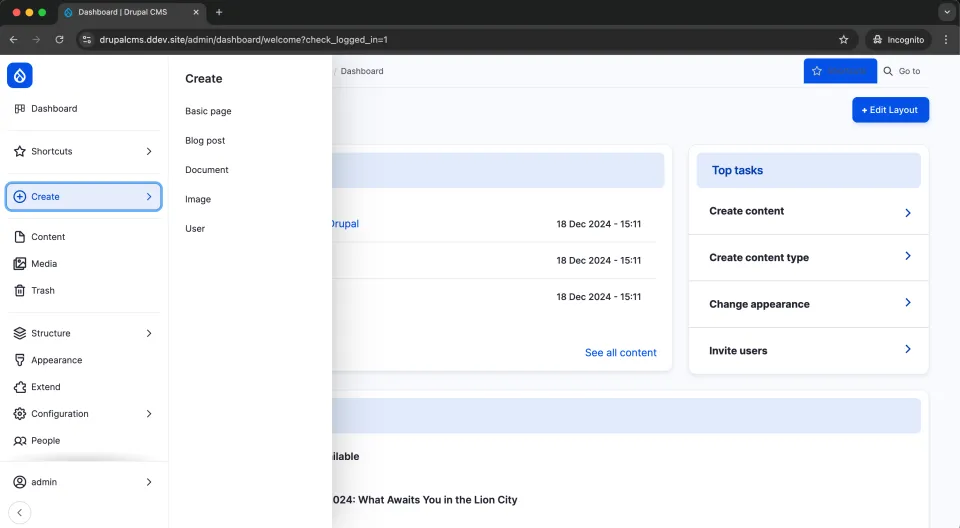 Dashboard | Drupal CMS
drupalcms.ddev.site/admin/dashboard/welcome?check_logged_in=1
Incognito
Dashboard
Shortcuts
Create
Content
Media
Trash
Structure
Appearance
Extend
Configuration
People
admin
Create
Basic page
Blog post
Document
Image
User
/ Dashboard
Go to
+ Edit Layout
Drupal
18 Dec 2024 - 15:11
18 Dec 2024 - 15:11
18 Dec 2024 - 15:11
See all content
Top tasks
Create content
Create content type
Change appearance
Invite users
ilable
2024: What Awaits You in the Lion City